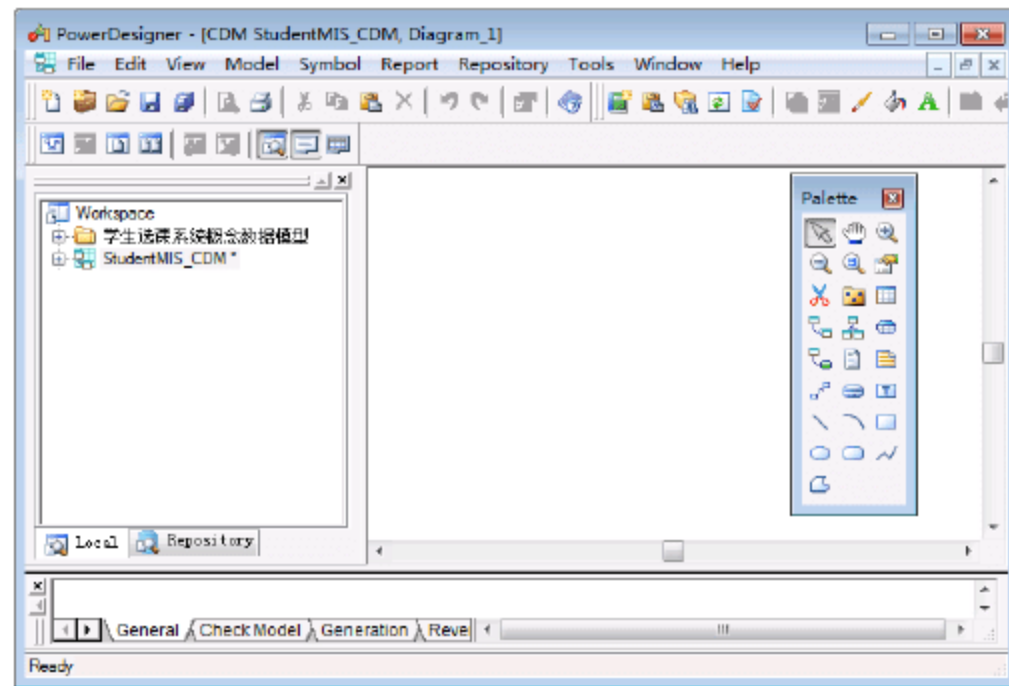 PowerDesigner - [CDM StudentMIS_CDM, Diagram_1]
File Edit View Model Symbol Report Repository Tools Window Help
Workspace
学生选课系统概念数据模型
StudentMIS_CDM *
Palette
Local Repository
General Check Model Generation Reve
Ready